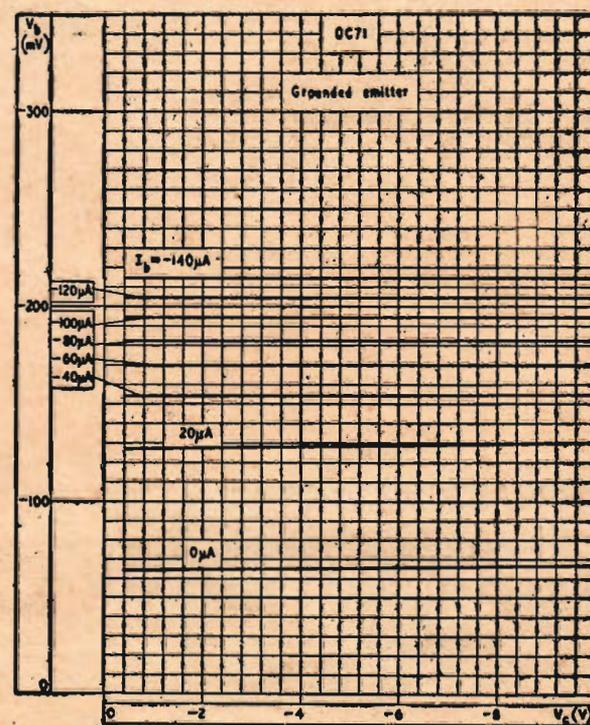 V_b
(mV)
OC71
Grounded emitter
-300
I_b=-140μA
-120μA
-200
-100μA
-80μA
-60μA
-40μA
20μA
-100
0μA
0
0 -2 -4 -6 -8 V_c(V)